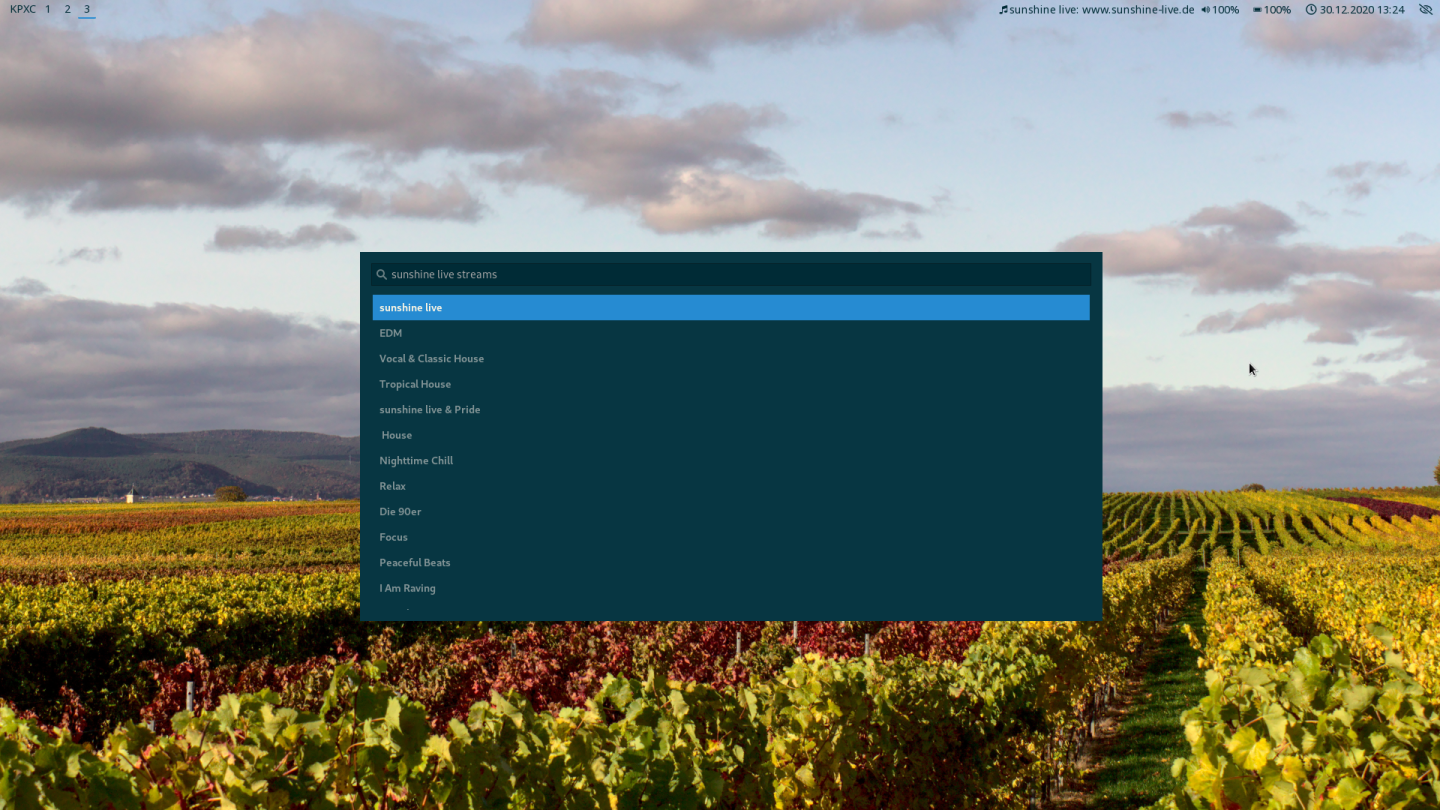 KPXC 1 2 3 sunshine live: www.sunshine-live.de 100% 100% 30.12.2020 13:24
sunshine live streams
sunshine live
EDM
Vocal & Classic House
Tropical House
sunshine live & Pride
House
Nighttime Chill
Relax
Die 90er
Focus
Peaceful Beats
I Am Raving